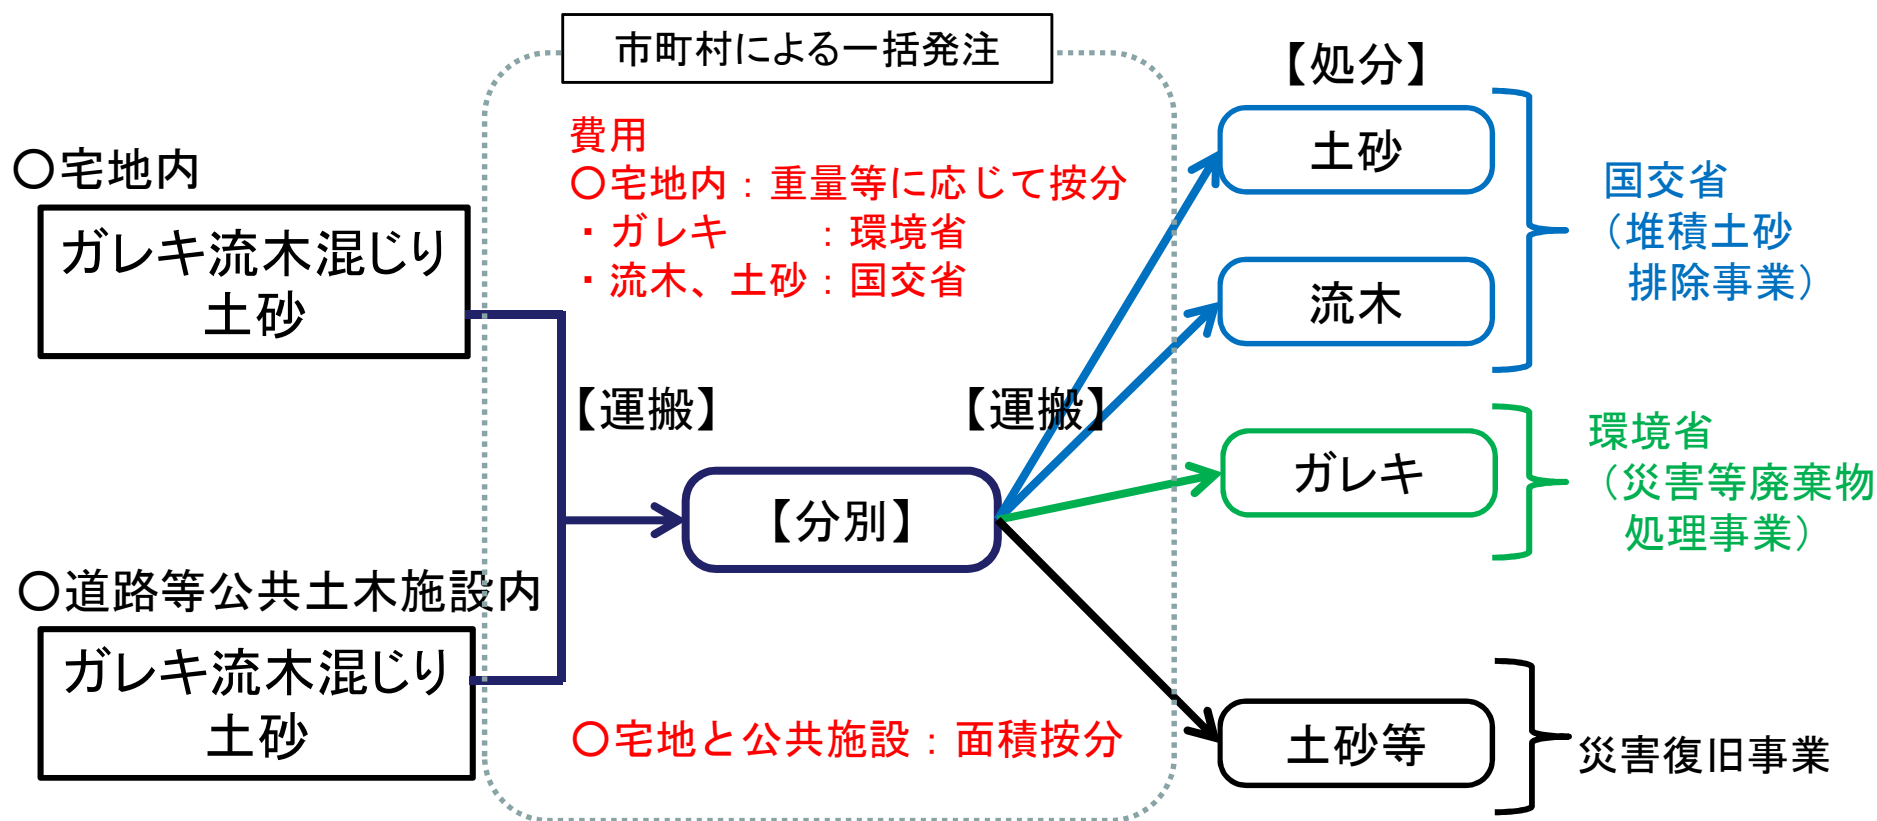 市町村による一括発注
【処分】
費用
〇宅地内：重量等に応じて按分
・ガレキ　　：環境省
・流木、土砂：国交省
〇宅地内
ガレキ流木混じり
土砂
【運搬】
【運搬】
【分別】
〇道路等公共土木施設内
ガレキ流木混じり
土砂
〇宅地と公共施設：面積按分
土砂
流木
国交省
（堆積土砂
排除事業）
ガレキ
環境省
（災害等廃棄物
処理事業）
土砂等
災害復旧事業